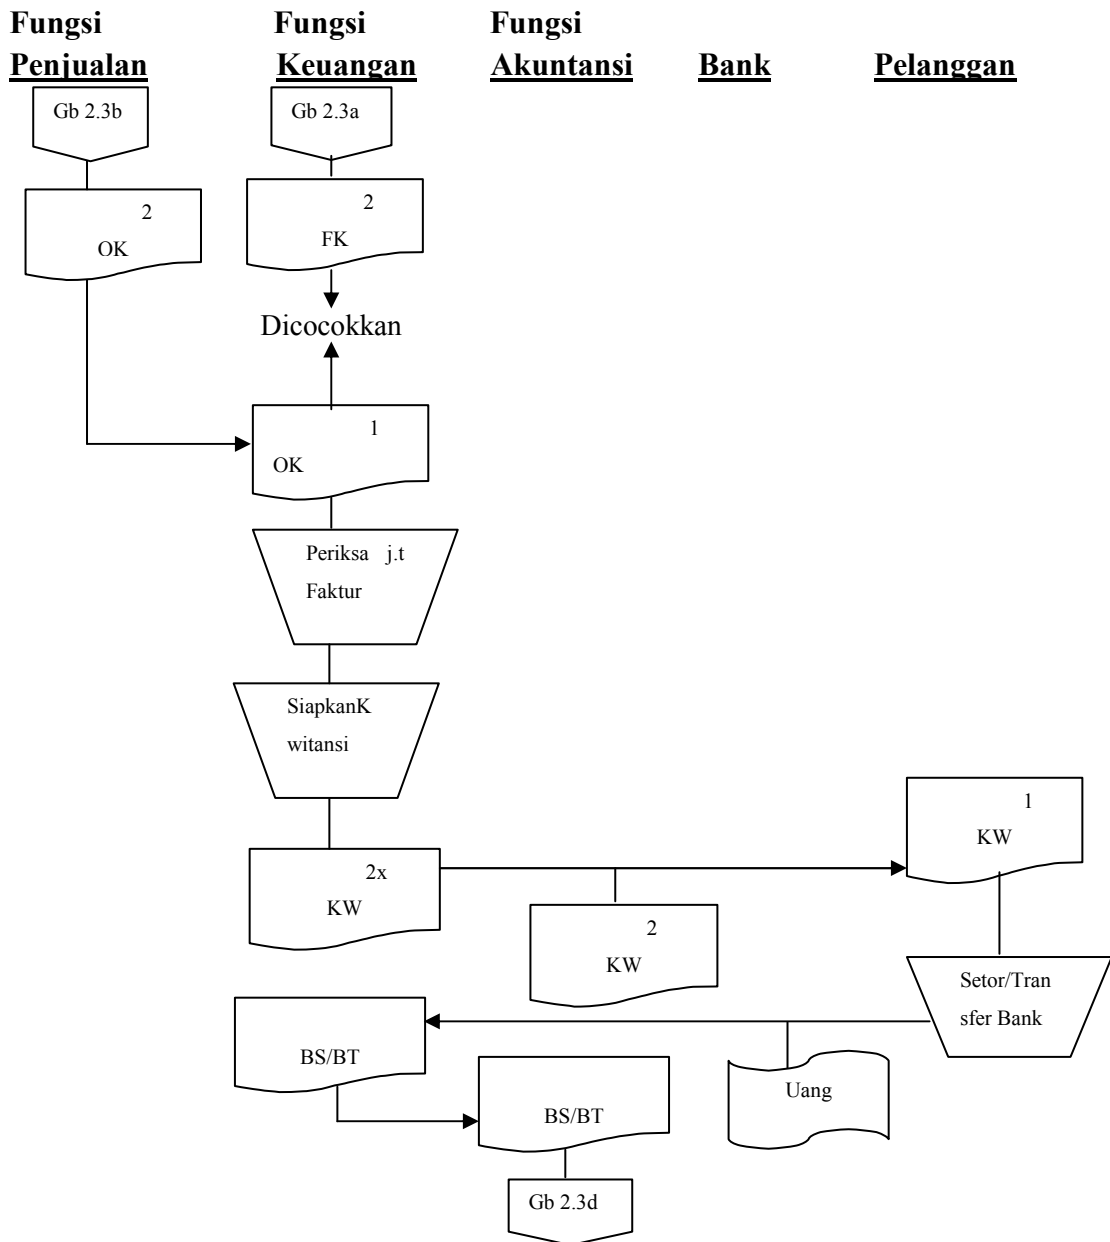 Fungsi Fungsi Fungsi
Penjualan Keuangan Akuntansi Bank Pelanggan
Gb 2.3b Gb 2.3a
2
OK
2
FK
Dicocokkan
1
OK
Periksa j.t
Faktur
SiapkanK
witansi
1
KW
2x
KW
2
KW
Setor/Tran
sfer Bank
BS/BT
Uang
BS/BT
Gb 2.3d